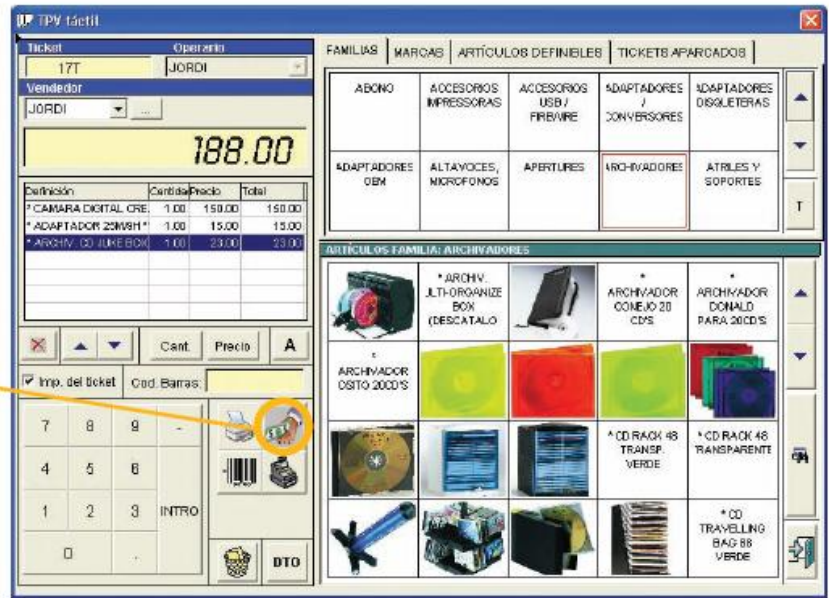 TPV táctil
Ticket Operario
17T JORDI
Vendedor
JORDI ...
188.00
Definición Cantidad Precio Total
* CAMARA DIGITAL CRE. 1.00 150.00 150.00
* ADAPTADOR 25M/9H * 1.00 15.00 15.00
* ARCHIV. CD JUKE BOX 1.00 23.00 23.00
Cant. Precio A
Imp. del ticket Cod. Barras:
7 8 9 -
4 5 6
1 2 3 INTRO
0 .
DTO
FAMILIAS MARCAS ARTÍCULOS DEFINIBLES TICKETS APARCADOS
ABONO
ACCESORIOS
IMPRESSORAS
ACCESORIOS
USB /
FIREWIRE
ADAPTADORES
/
CONVERSORES
ADAPTADORES
DISQUETERAS
ADAPTADORES
OEM
ALTAVOCES,
MICROFONOS
APERTURES
ARCHIVADORES
ATRILES Y
SOPORTES
T
ARTÍCULOS FAMILIA: ARCHIVADORES
* ARCHIV.
ULTI-ORGANIZE
BOX
(DESCATALO
*
ARCHIVADOR
CONEJO 20
CD'S
*
ARCHIVADOR
DONALD
PARA 20CD'S
*
ARCHIVADOR
OSITO 20CD'S
* CD RACK 48
TRANSP.
VERDE
* CD RACK 48
TRANSPARENTE
* CD
TRAVELLING
BAG 88
VERDE